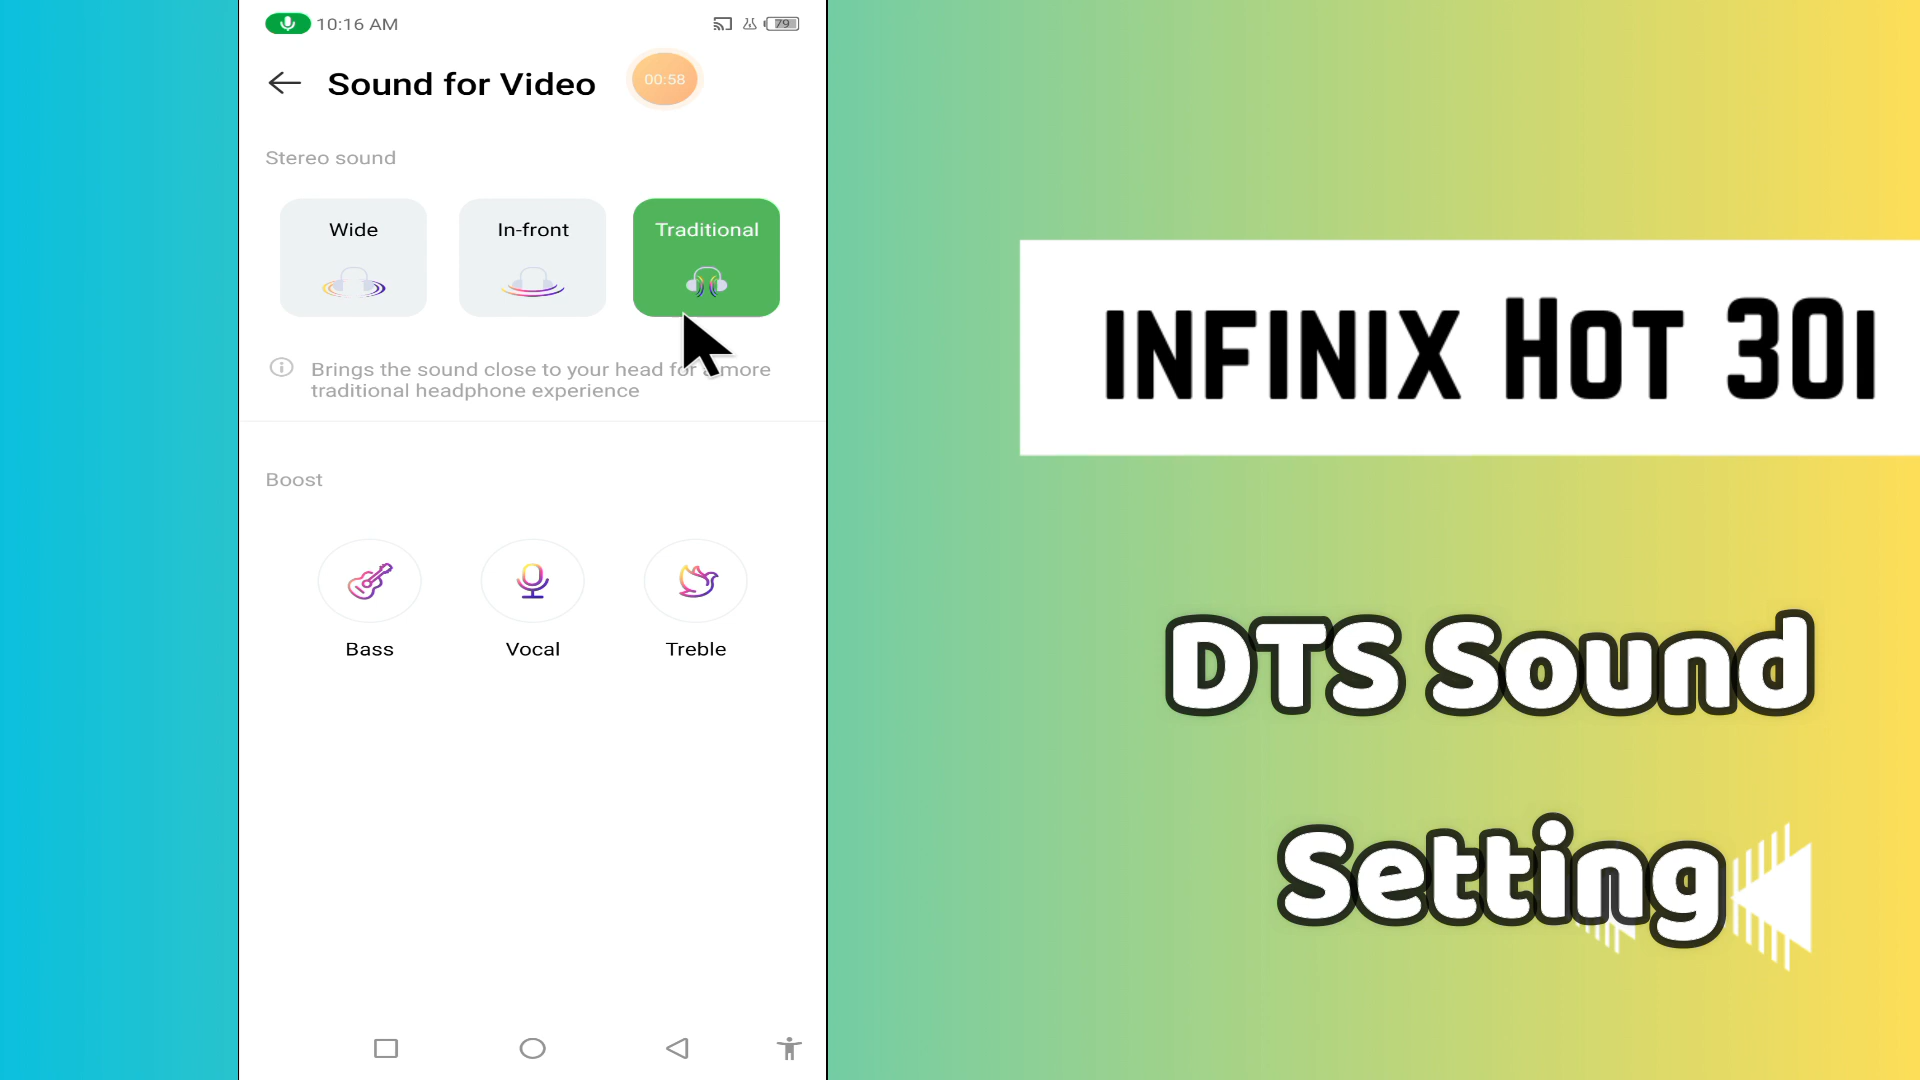 10:16 AM
79
Sound for Video
00:58
Stereo sound
Wide
In-front
Traditional
Brings the sound close to your head for a more
traditional headphone experience
Boost
Bass
Vocal
Treble
INFINIX HOT 30i
DTS Sound
Setting